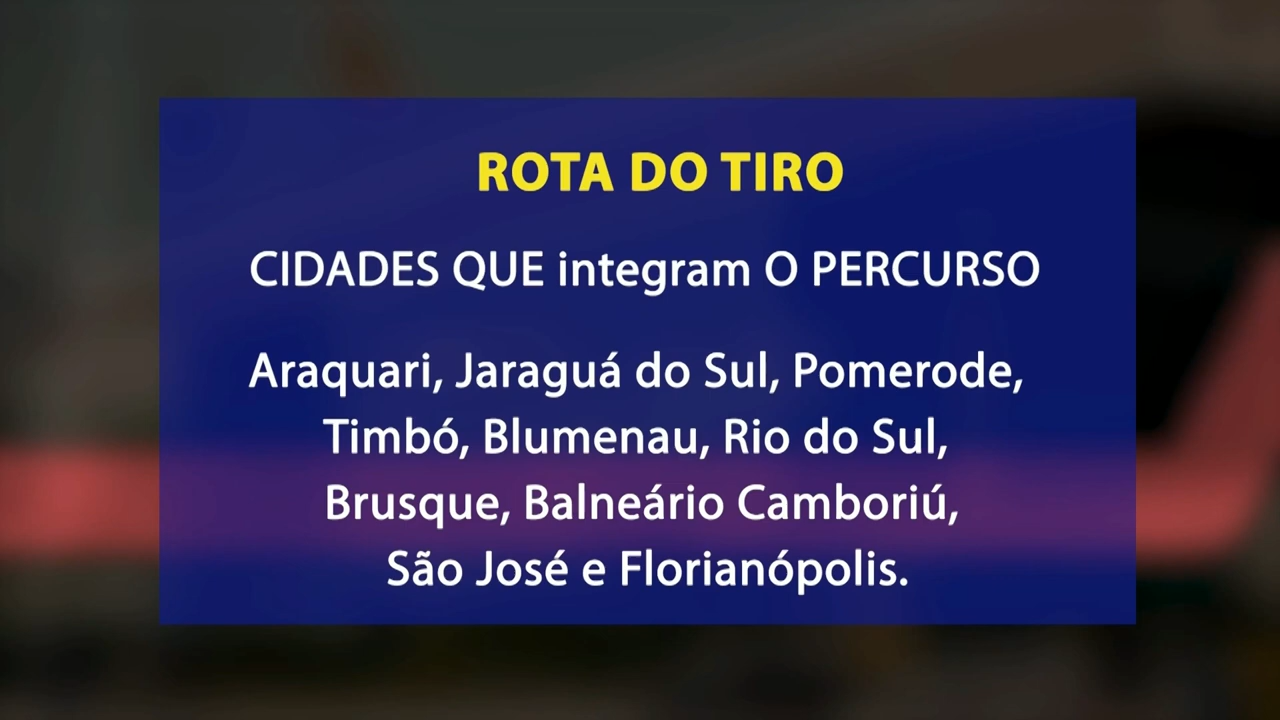 ROTA DO TIRO
CIDADES QUE integram O PERCURSO
Araquari, Jaraguá do Sul, Pomerode,
Timbó, Blumenau, Rio do Sul,
Brusque, Balneário Camboriú,
São José e Florianópolis.